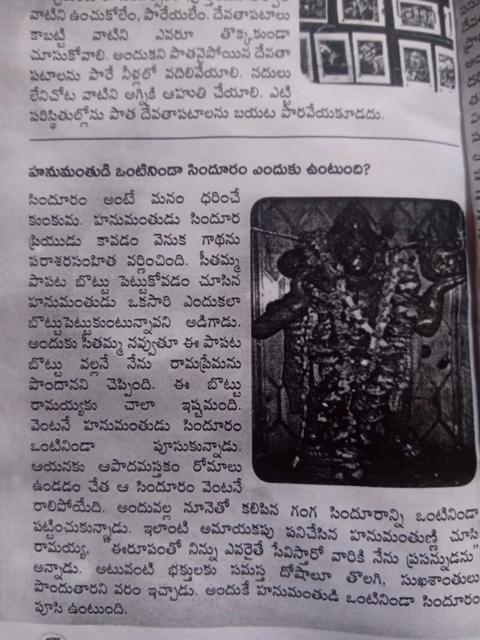 వాటిని ఉంచుకోలేం, పారేయలేం. దేవతాపటాలు
కాబట్టి వాటిని ఎవరూ తొక్కకుండా
చూసుకోవాలి. అందుకని పాతవైపోయిన దేవతా
పటాలను పారే నీళ్లలో వదిలివేయాలి. నదులు
లేనిచోట వాటిని అగ్నికి ఆహుతి చేయాలి. ఎట్టి
పరిస్థితుల్లోను పాత దేవతాపటాలను బయట పారవేయకూడదు.
హనుమంతుడి ఒంటినిండా సిందూరం ఎందుకు ఉంటుంది?
సిందూరం అంటే మనం ధరించే
కుంకుమ. హనుమంతుడు సిందూర
ప్రియుడు కావడం వెనుక గాథను
పరాశరసంహిత వర్ణించింది. సీతమ్మ
పాపట బొట్టు పెట్టుకోవడం చూసిన
హనుమంతుడు ఒకసారి ఎందుకలా
బొట్టుపెట్టుకుంటున్నావని అడిగాడు.
అందుకు సీతమ్మ నవ్వుతూ ఈ పాపట
బొట్టు వల్లనే నేను రామప్రేమను
పొందానని చెప్పింది. ఈ బొట్టు
రామయ్యకు చాలా ఇష్టమంది.
వెంటనే హనుమంతుడు సిందూరం
ఒంటినిండా పూసుకున్నాడు.
ఆయనకు ఆపాదమస్తకం రోమాలు
ఉండడం చేత ఆ సిందూరం వెంటనే
రాలిపోయేది. అందువల్ల నూనెతో కలిపిన గంగ సిందూరాన్ని ఒంటినిండా
పట్టించుకున్నాడు. ఇలాంటి అమాయకపు పనిచేసిన హనుమంతుణ్ణి చూసి
రామయ్య, "ఈరూపంతో నిన్ను ఎవరైతే సేవిస్తారో వారికి నేను ప్రసన్నుడను"
అన్నాడు. అటువంటి భక్తులకు సమస్త దోషాలూ తొలగి, సుఖశాంతులు
పొందుతారని వరం ఇచ్చాడు. అందుకే హనుమంతుడి ఒంటినిండా సిందూరం
పూసి ఉంటుంది.